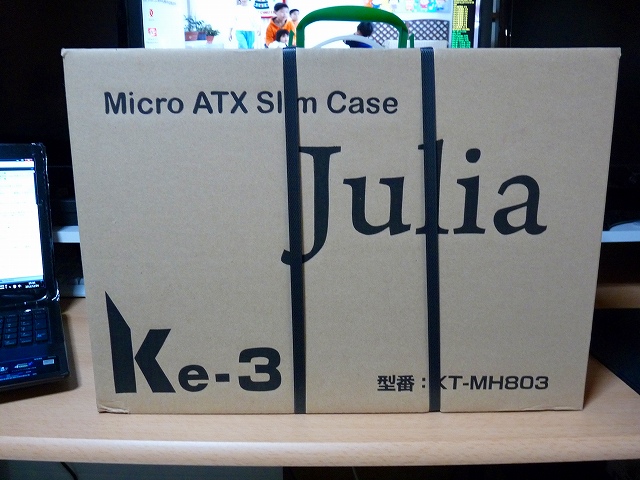 Micro ATX Slim Case
Julia
Ke-3
型番：KT-MH803